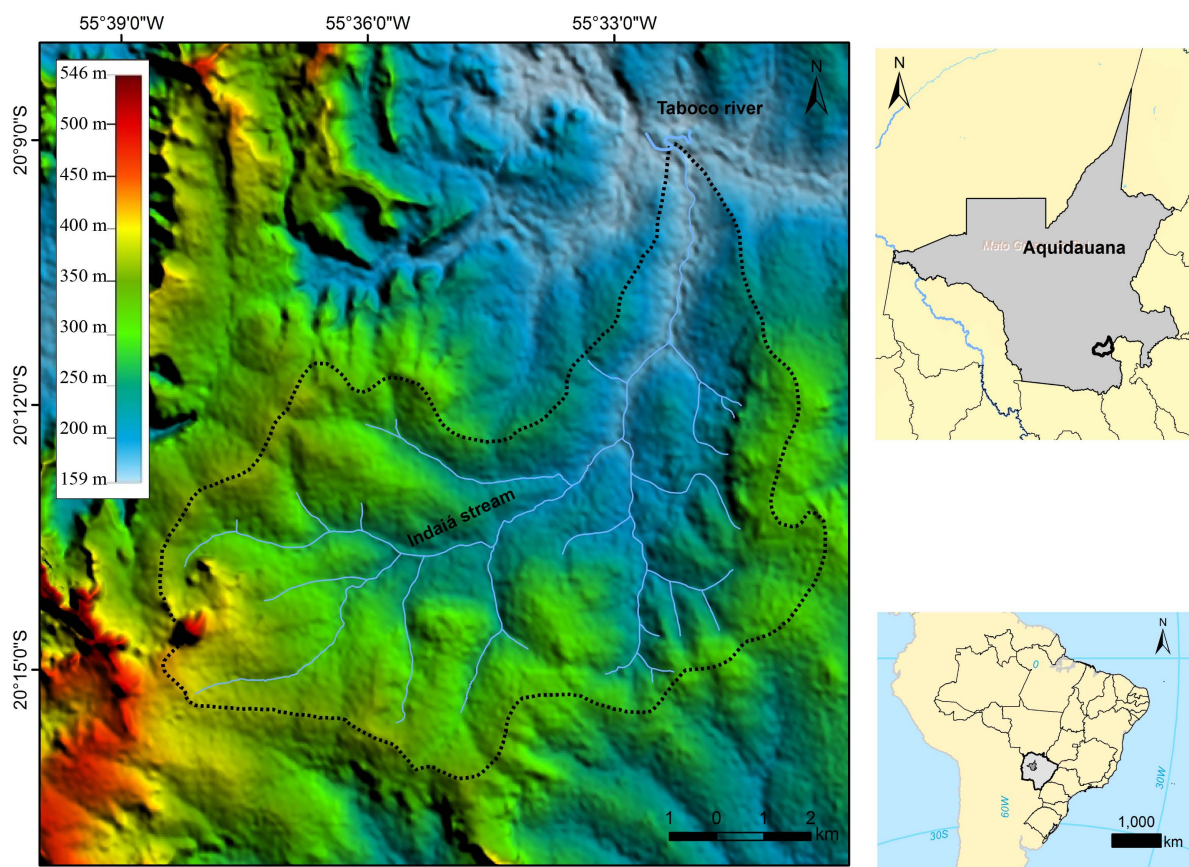 55°39'0"W
55°36'0"W
55°33'0"W
546 m
500 m
450 m
400 m
350 m
300 m
250 m
200 m
159 m
20°9'0"S
20°12'0"S
20°15'0"S
N
Taboco river
Indaiá stream
1 0 1 2
km
N
Mato G
Aquidauana
N
0
30W
60W
30S
1,000
km